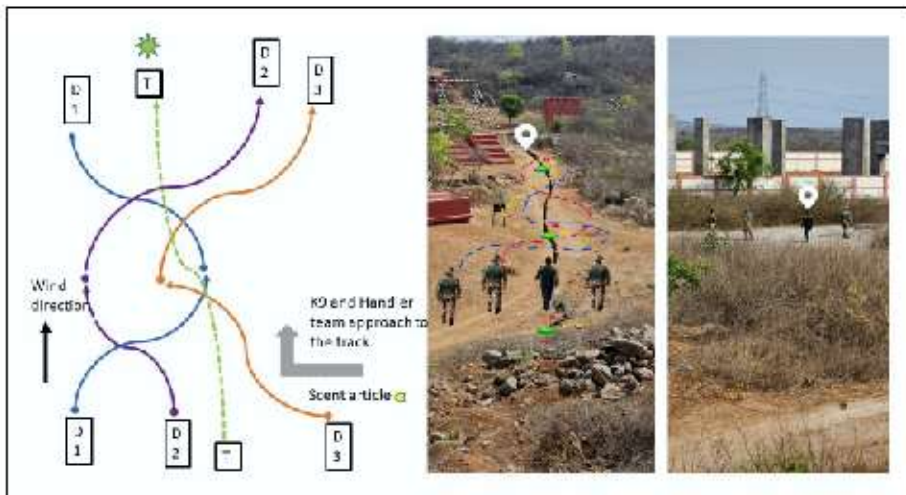 D
1
T
D
2
D
3
Wind
direction
K9 and Handler
team approach to
the track
Scent article
D
1
D
2
T
D
3